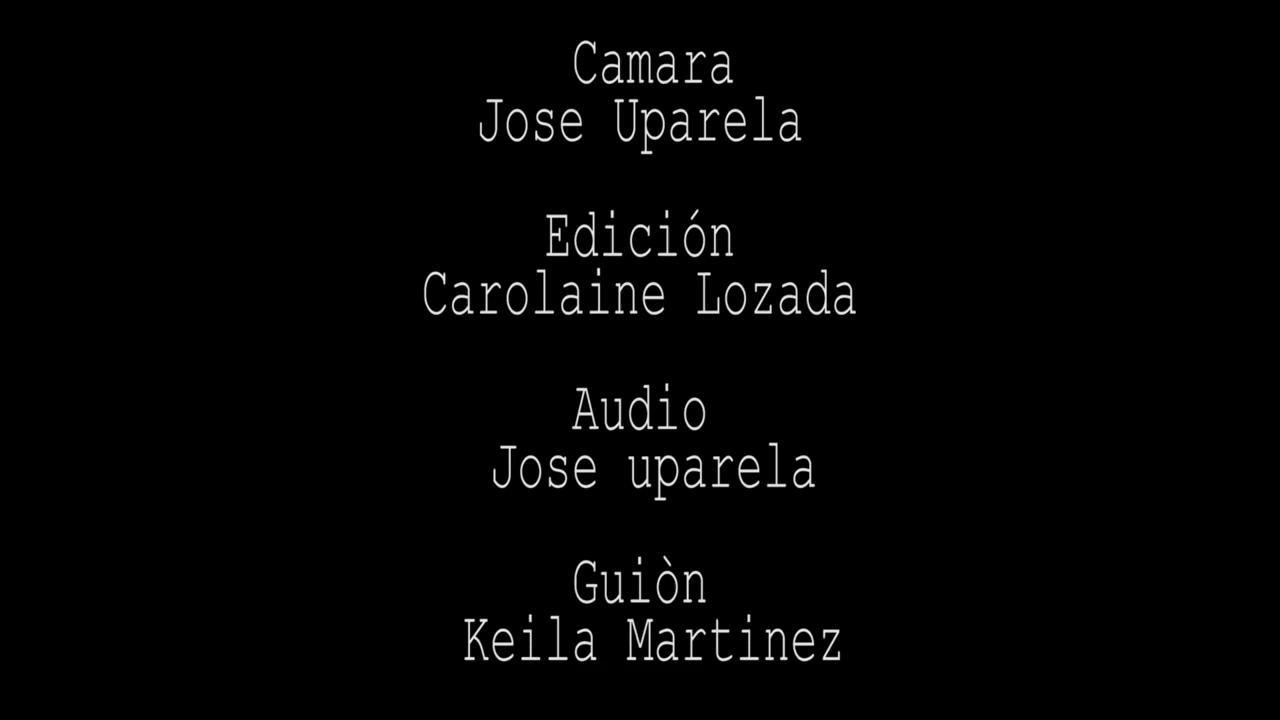 Camara
Jose Uparela
Edición
Carolaine Lozada
Audio
Jose uparela
Guiòn
Keila Martinez